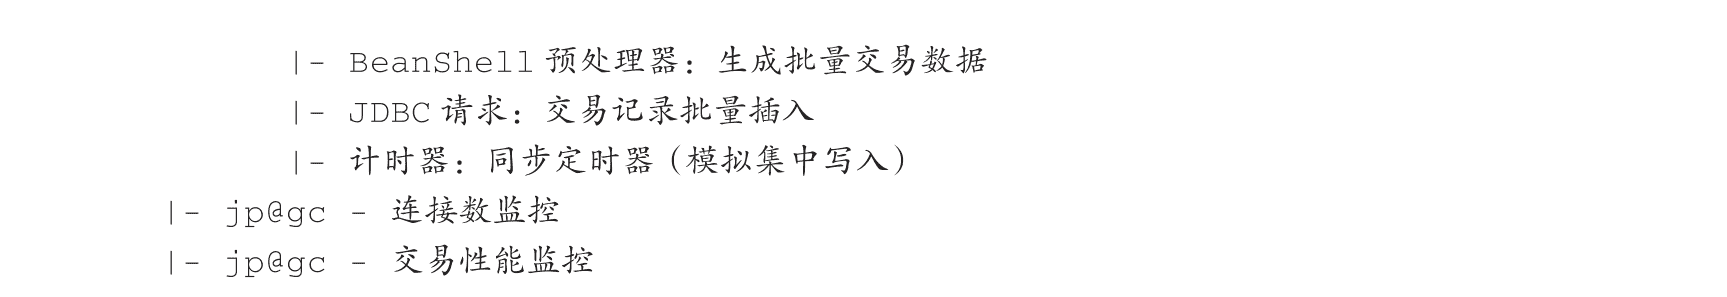 |- BeanShell 预处理器：生成批量交易数据
|- JDBC 请求：交易记录批量插入
|- 计时器：同步定时器（模拟集中写入）
|- jp@gc - 连接数监控
|- jp@gc - 交易性能监控